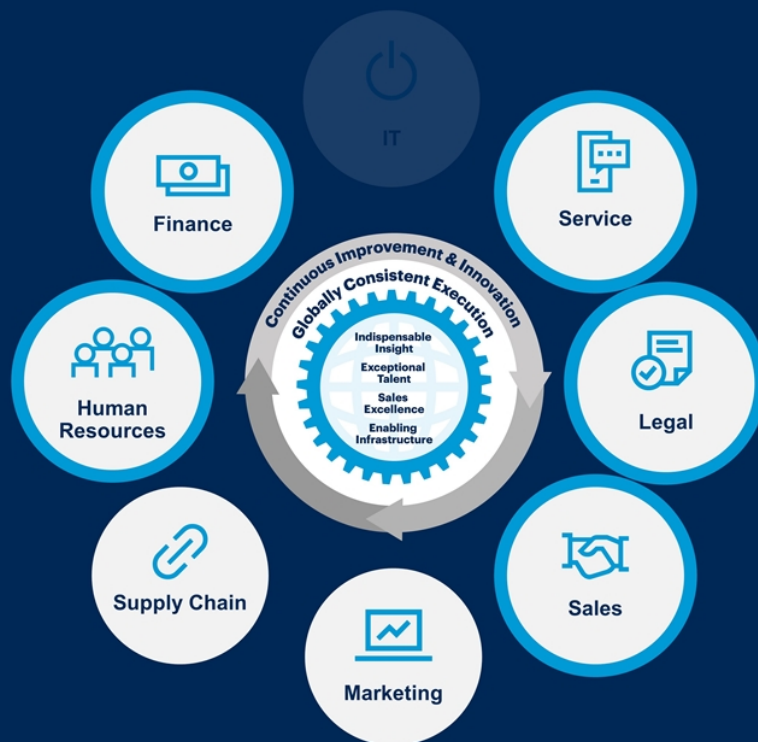 IT
Finance
Service
Continuous Improvement & Innovation
Globally Consistent Execution
Indispensable
Insight
Exceptional
Talent
Sales
Excellence
Enabling
Infrastructure
Human
Resources
Legal
Supply Chain
Sales
Marketing